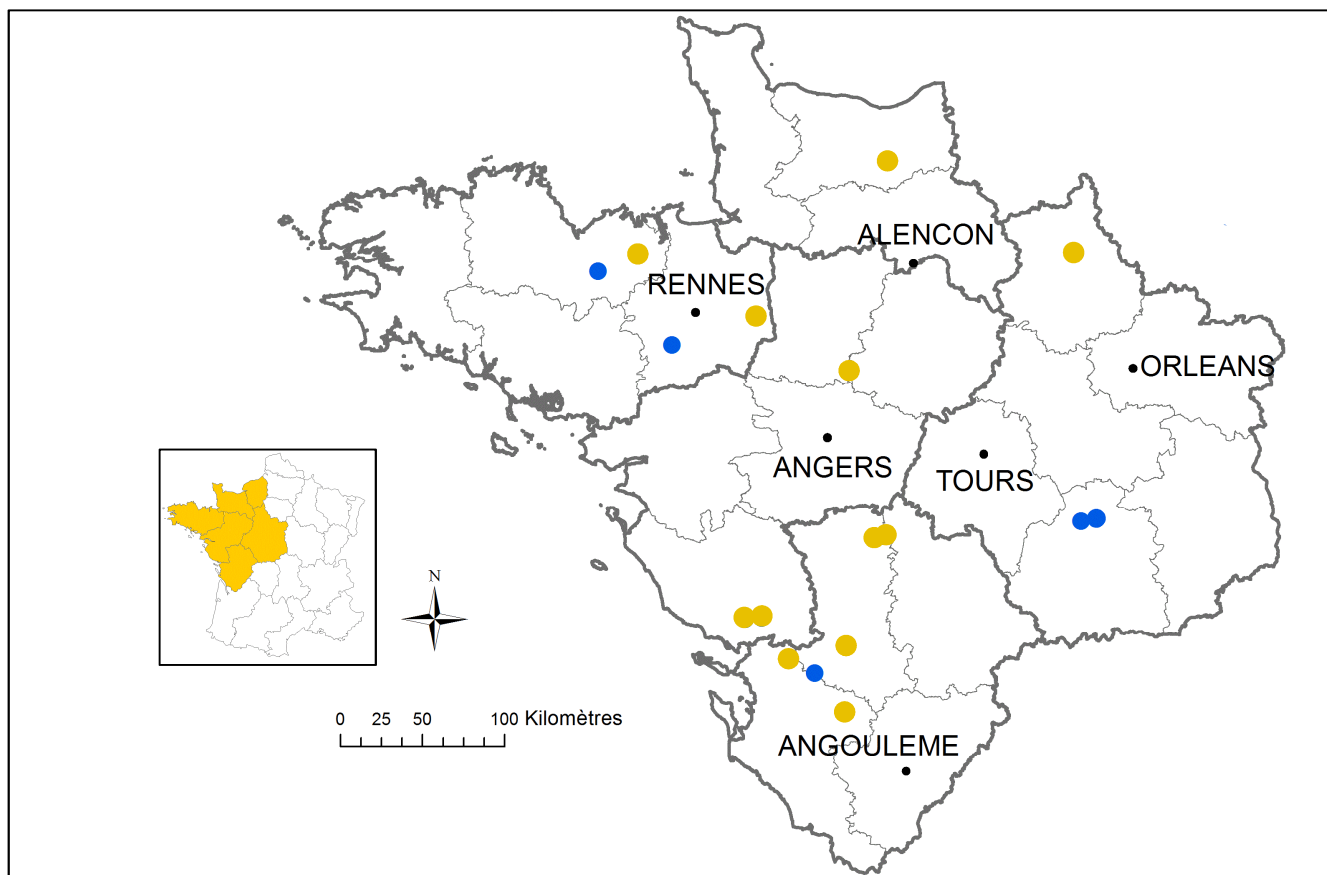 ALENCON
RENNES
ORLEANS
ANGERS
TOURS
N
0 25 50 100 Kilomètres
ANGOULEME